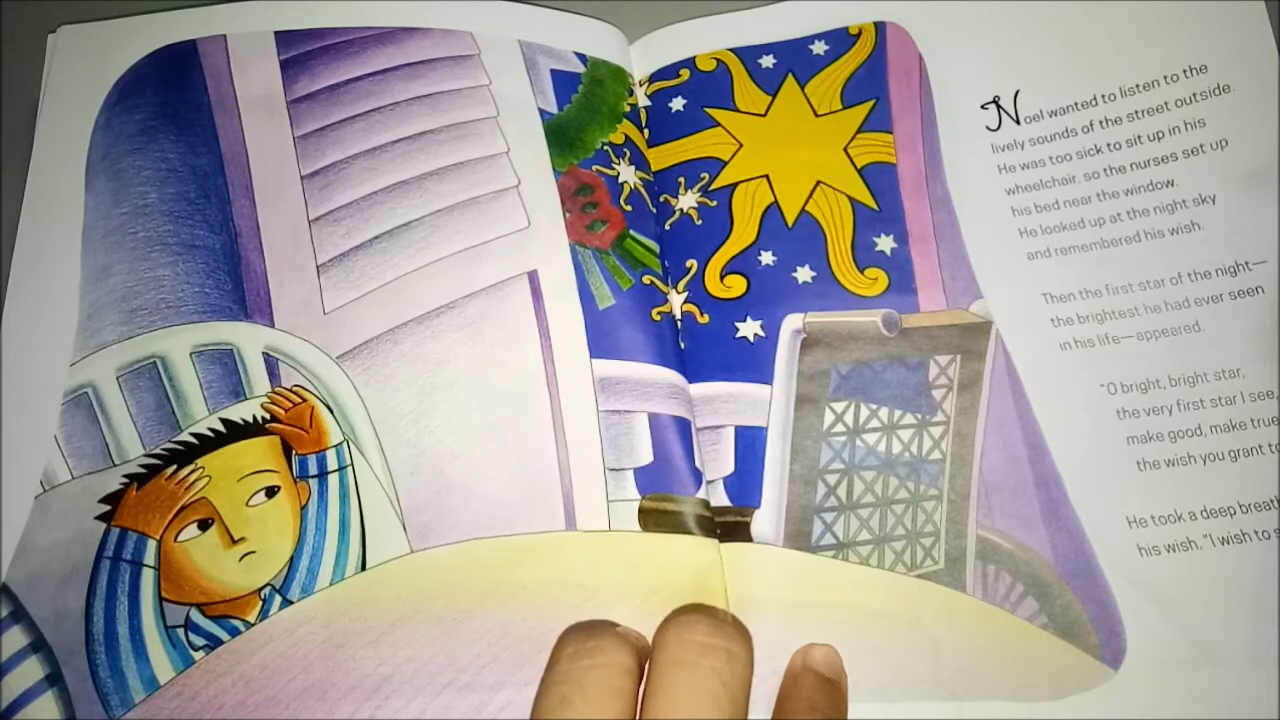 Noel wanted to listen to the
lively sounds of the street outside.
He was too sick to sit up in his
wheelchair, so the nurses set up
his bed near the window.
He looked up at the night sky
and remembered his wish.
Then the first star of the night—
the brightest he had ever seen
in his life—appeared.
"O bright, bright star,
the very first star I see,
make good, make true
the wish you grant
He took a deep
his wish. "I wish to